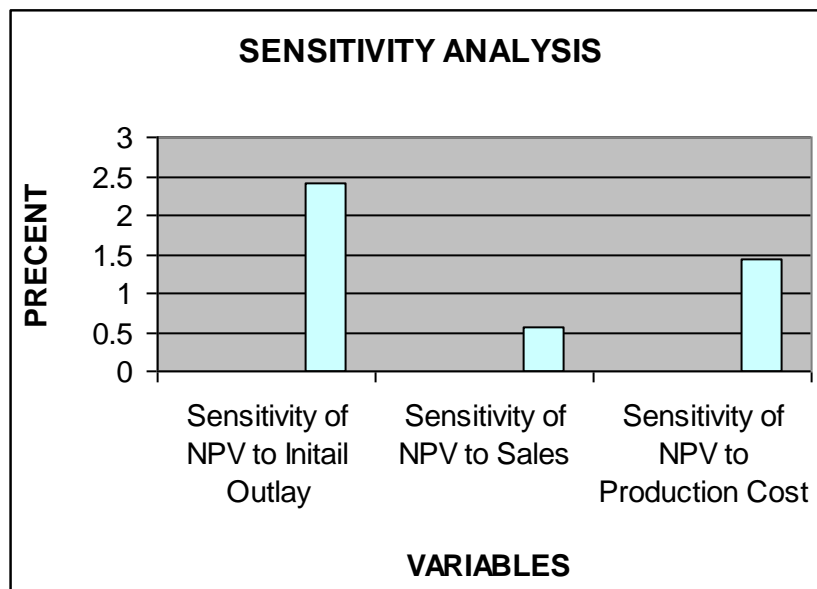 SENSITIVITY ANALYSIS
3
2.5
2
1.5
1
0.5
0
PRECENT
Sensitivity of
NPV to Initail
Outlay
Sensitivity of
NPV to Sales
Sensitivity of
NPV to
Production Cost
VARIABLES